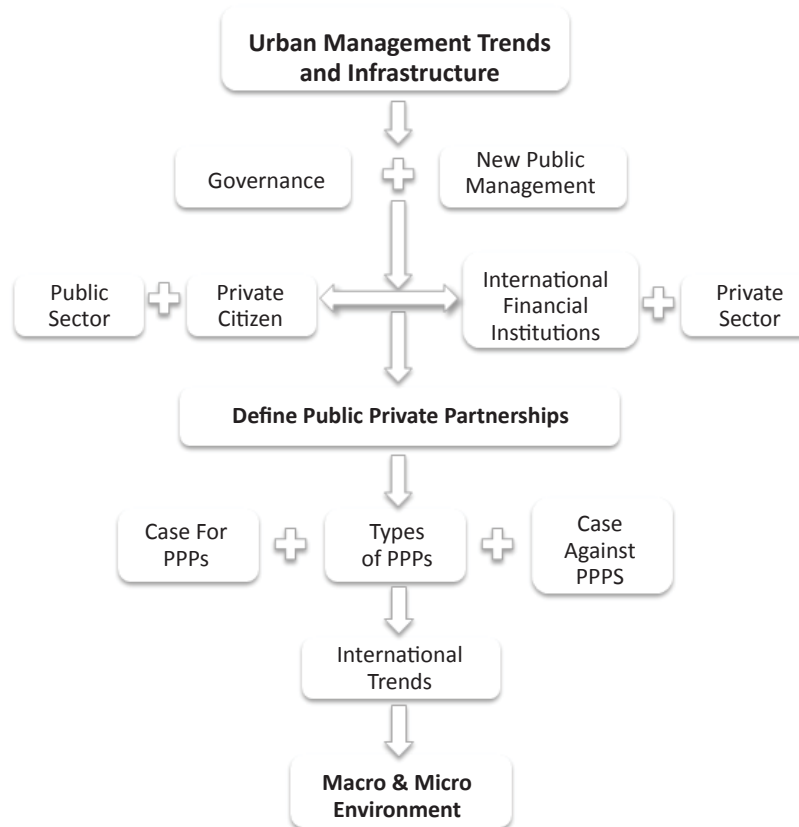 Urban Management Trends
and Infrastructure
Governance
New Public
Management
Public
Sector
Private
Citizen
International
Financial
Institutions
Private
Sector
Define Public Private Partnerships
Case For
PPPs
Types
of PPPs
Case
Against
PPPS
International
Trends
Macro & Micro
Environment